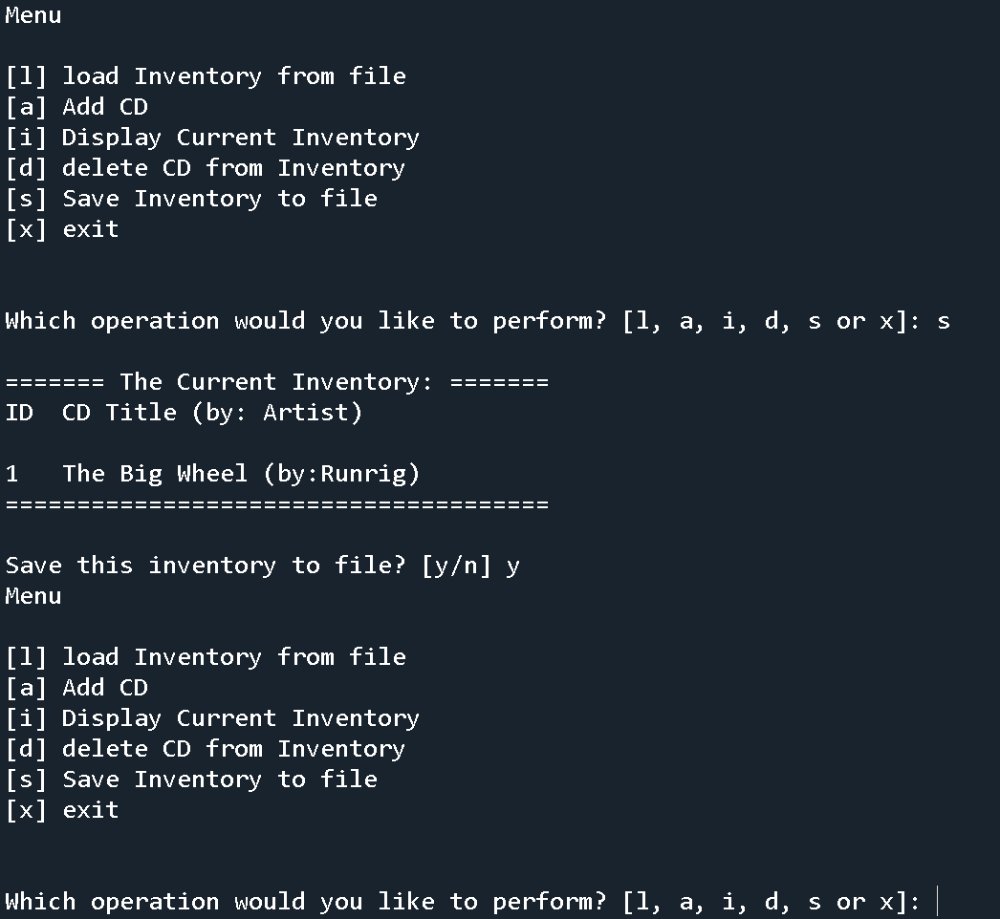 Menu
[l] load Inventory from file
[a] Add CD
[i] Display Current Inventory
[d] delete CD from Inventory
[s] Save Inventory to file
[x] exit
Which operation would you like to perform? [l, a, i, d, s or x]: s
======= The Current Inventory: =======
ID  CD Title (by: Artist)
1   The Big Wheel (by:Runrig)
======================================
Save this inventory to file? [y/n] y
Menu
[l] load Inventory from file
[a] Add CD
[i] Display Current Inventory
[d] delete CD from Inventory
[s] Save Inventory to file
[x] exit
Which operation would you like to perform? [l, a, i, d, s or x]: